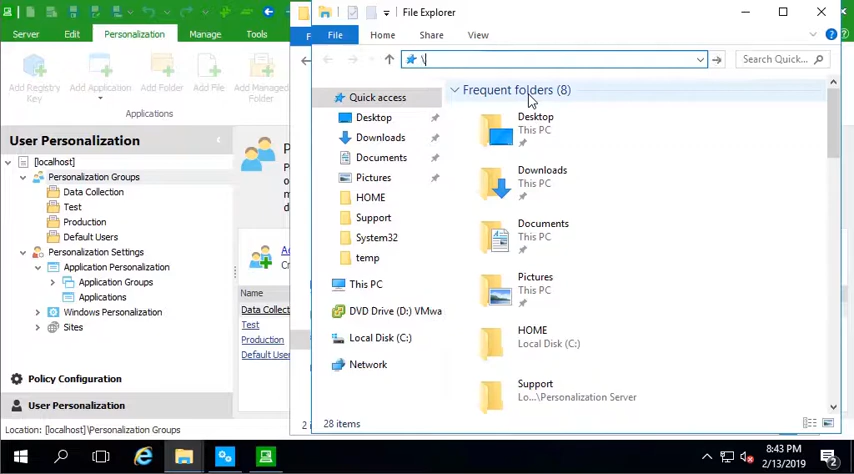 File Explorer
Server
Edit
Personalization
Navigation
Tools
Add Registry
Key
Add
Application
Add Folder
Add File
Add Managed
Folder
Applications
User Personalization
[localhost]
Personalization Groups
Data Collection
Test
Production
Default Users
Personalization Settings
Application Personalization
Application Groups
Applications
Windows Personalization
Sites
Policy Configuration
User Personalization
Location: [localhost]\Personalization Groups
Name
Data Collect
Test
Production
Default User
File
Home
Share
View
\
Search Quick...
Quick access
Desktop
Downloads
Documents
Pictures
HOME
Support
System32
temp
This PC
DVD Drive (D:) VMwa
Local Disk (C:)
Network
Frequent folders (8)
Desktop
This PC
Downloads
This PC
Documents
This PC
Pictures
This PC
HOME
Local Disk (C:)
Support
Lo...\Personalization Server
28 items
8:43 PM
2/13/2019
2